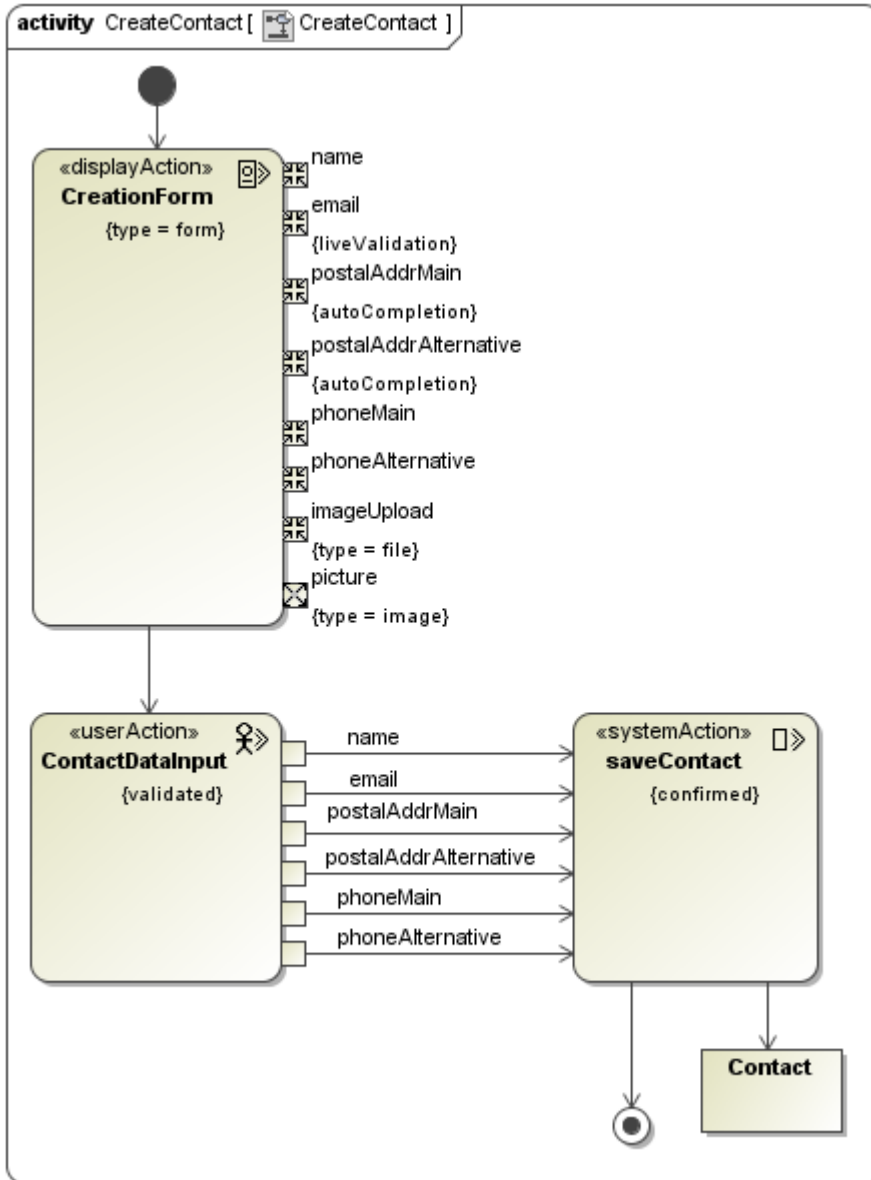 activity CreateContact [ CreateContact ]
«displayAction»
CreationForm
{type = form}
name
email
{liveValidation}
postalAddrMain
{autoCompletion}
postalAddrAlternative
{autoCompletion}
phoneMain
phoneAlternative
imageUpload
{type = file}
picture
{type = image}
«userAction»
ContactDataInput
{validated}
name
email
postalAddrMain
postalAddrAlternative
phoneMain
phoneAlternative
«systemAction»
saveContact
{confirmed}
Contact